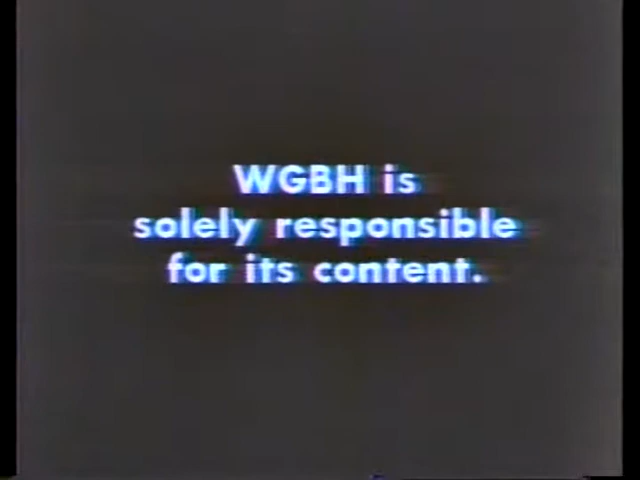 WGBH is
solely responsible
for its content.